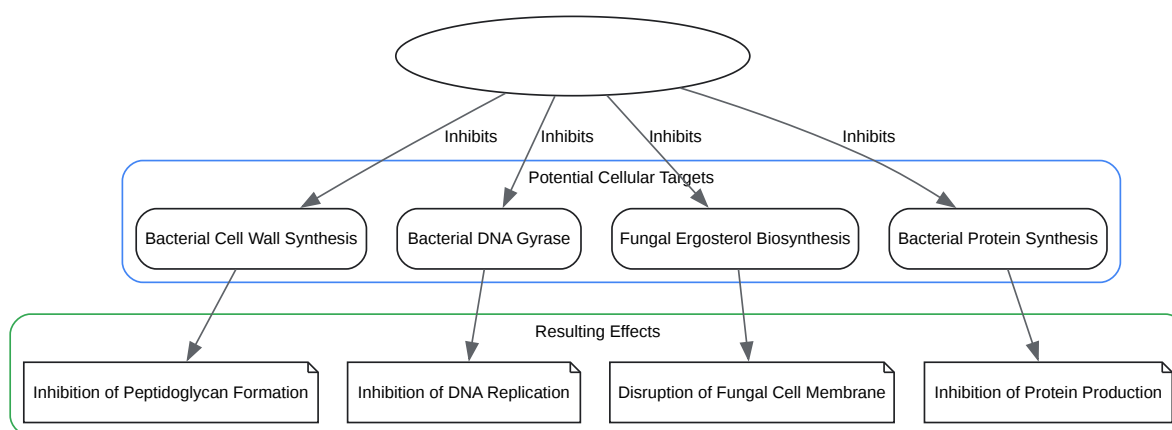 Inhibits
Inhibits
Inhibits
Inhibits
Potential Cellular Targets
Bacterial Cell Wall Synthesis
Bacterial DNA Gyrase
Fungal Ergosterol Biosynthesis
Bacterial Protein Synthesis
Resulting Effects
Inhibition of Peptidoglycan Formation
Inhibition of DNA Replication
Disruption of Fungal Cell Membrane
Inhibition of Protein Production